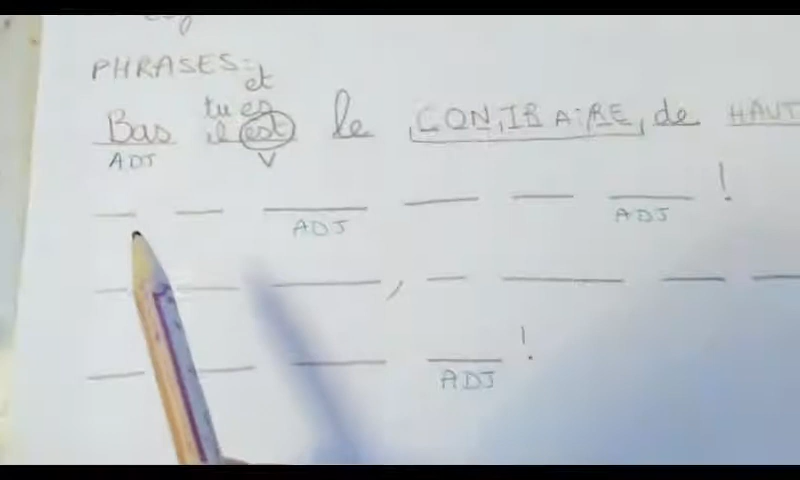 PHRASES:
et
tu es
Bas il est le CONTRAIRE de HAUT
ADJ V
!
ADJ ADJ
,
!
ADJ